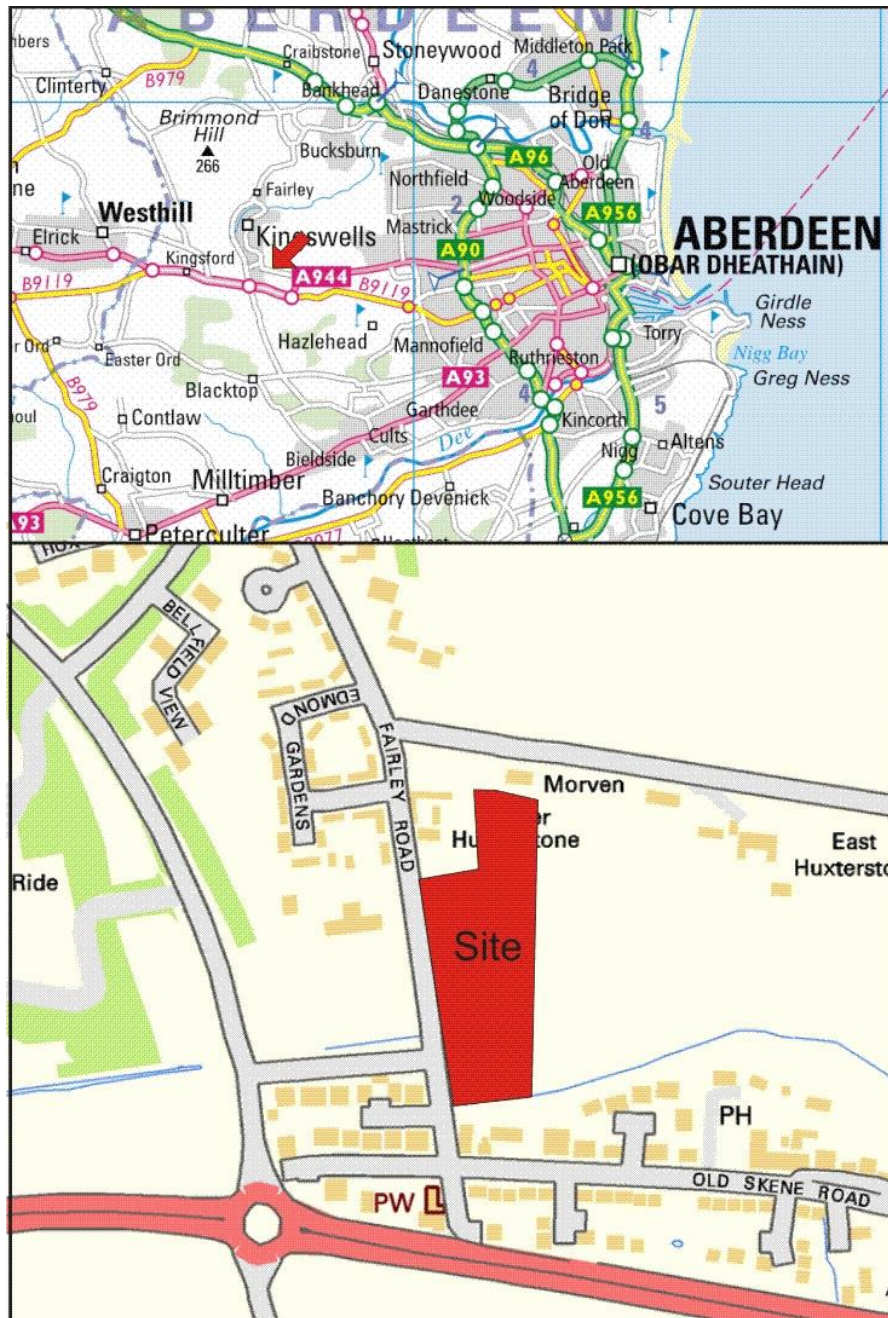 ABERDEEN
Craibstone
Stoneywood
Middleton Park
Clinterty
B979
Bankhead
Danestone
4
Bridge
of Don
Brimmond
Hill
266
Bucksburn
4
A96
Old
Aberdeen
Northfield
Woodside
Fairley
2
A956
Westhill
Kingswells
Mastrick
ABERDEEN
Elrick
Kingsford
A90
(OBAR DHEATHAIN)
A944
B9119
B9119
Girdle
Ness
Hazlehead
Mannofield
Torry
Easter Ord
Ruthrieston
Nigg Bay
Blacktop
A93
Greg Ness
B979
Garthdee
4
5
Contlaw
Cults
Dee
Kincorth
Altens
Bieldside
Nigg
Craigton
Milltimber
Souter Head
Banchory Devenick
A956
A93
Peterculter
Cove Bay
BELLFIELD
VIEW
EDMOND
GARDENS
FAIRLEY ROAD
Morven
East
Ride
Site
PH
OLD SKENE ROAD
PW